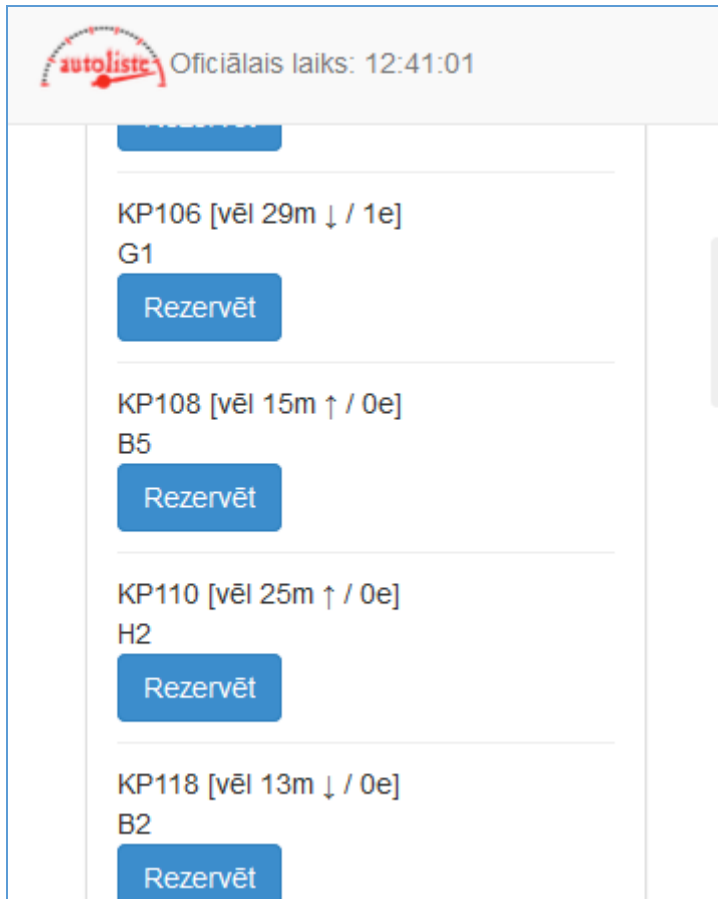 autoliste Oficiālais laiks: 12:41:01
Rezervēt
KP106 [vēl 29m ↓ / 1e]
G1
Rezervēt
KP108 [vēl 15m ↑ / 0e]
B5
Rezervēt
KP110 [vēl 25m ↑ / 0e]
H2
Rezervēt
KP118 [vēl 13m ↓ / 0e]
B2
Rezervēt